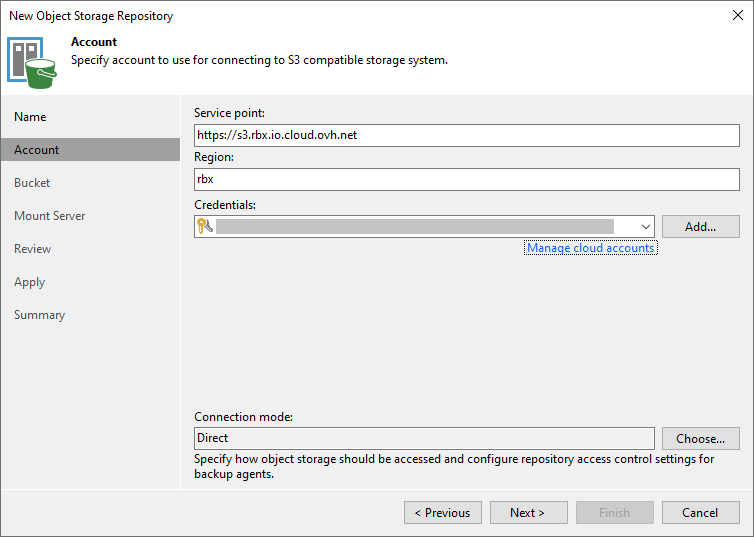 New Object Storage Repository
Account
Specify account to use for connecting to S3 compatible storage system.
Name
Account
Bucket
Mount Server
Review
Apply
Summary
Service point:
https://s3.rbx.io.cloud.ovh.net
Region:
rbx
Credentials:
Add...
Manage cloud accounts
Connection mode:
Direct
Choose...
Specify how object storage should be accessed and configure repository access control settings for
backup agents.
< Previous
Next >
Finish
Cancel